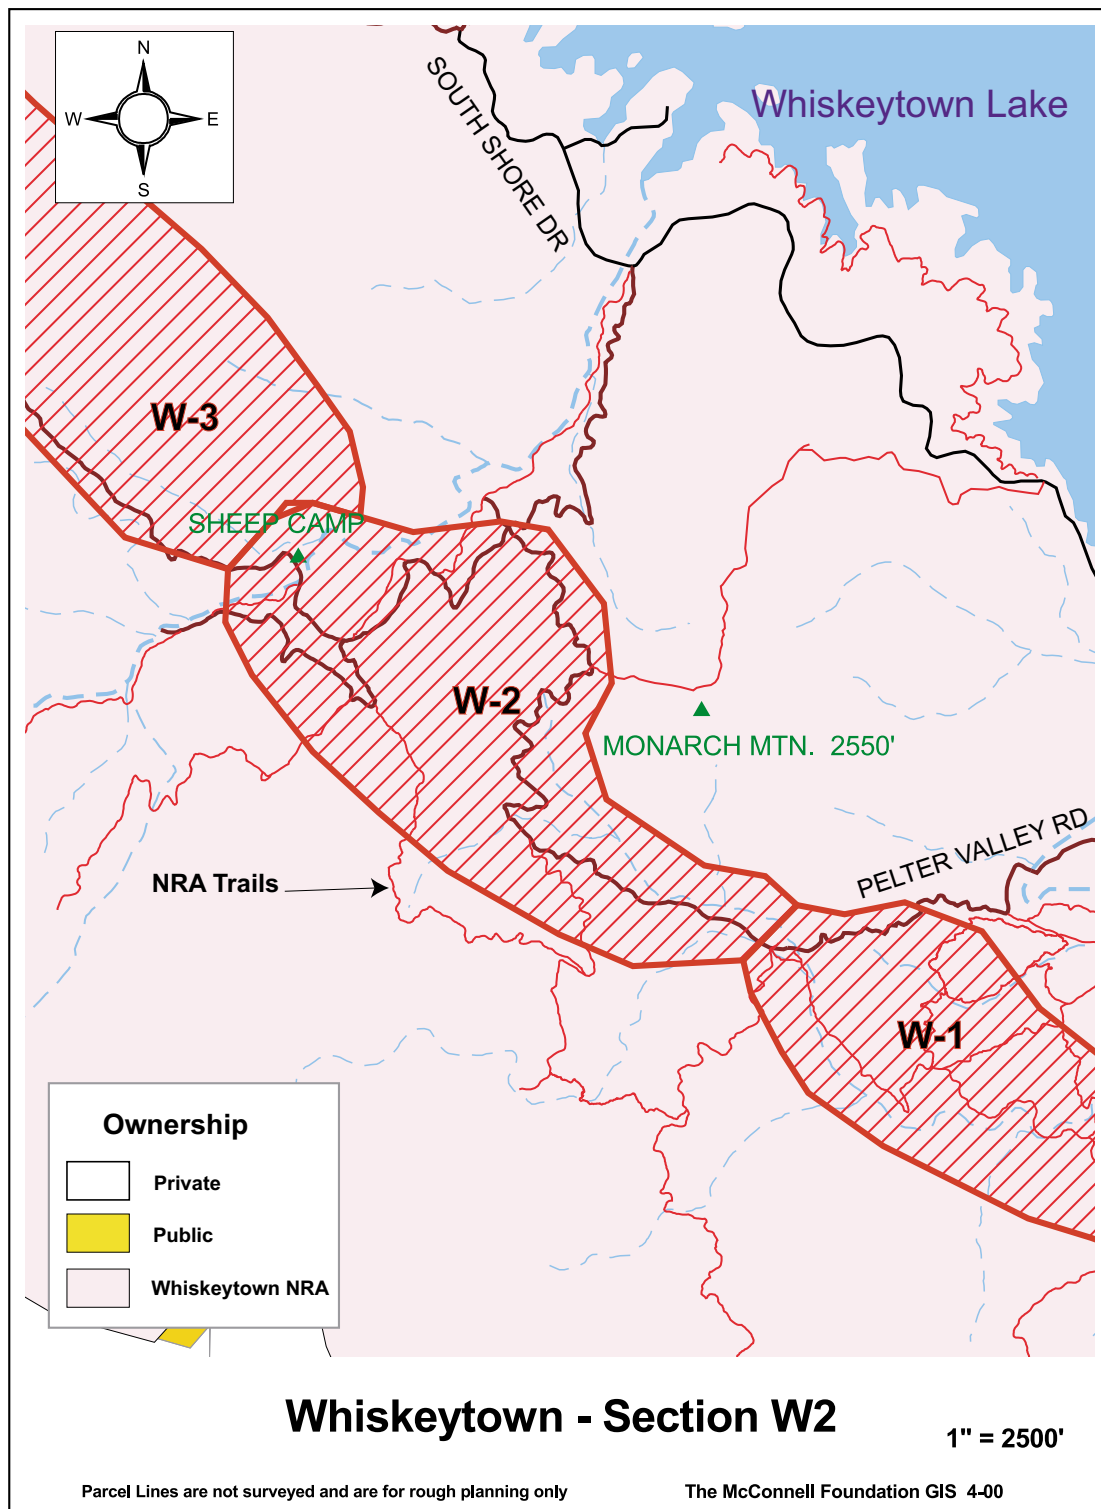 N
W E
S
SOUTH SHORE DR
Whiskeytown Lake
W-3
SHEEP CAMP
W-2
MONARCH MTN. 2550'
PELTER VALLEY RD
NRA Trails
W-1
Ownership
Private
Public
Whiskeytown NRA
Whiskeytown - Section W2
1" = 2500'
Parcel Lines are not surveyed and are for rough planning only
The McConnell Foundation GIS 4-00